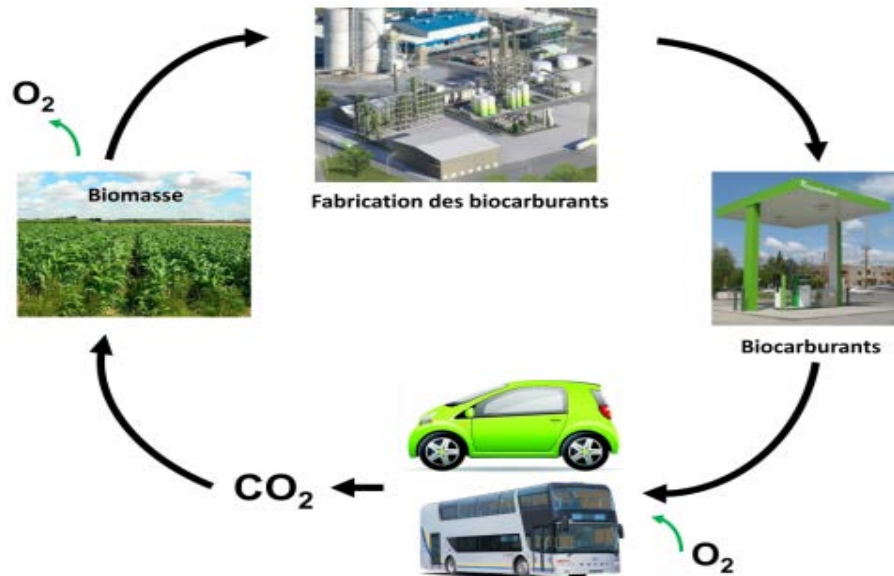 O₂
Biomasse
Fabrication des biocarburants
Biocarburants
CO₂
O₂